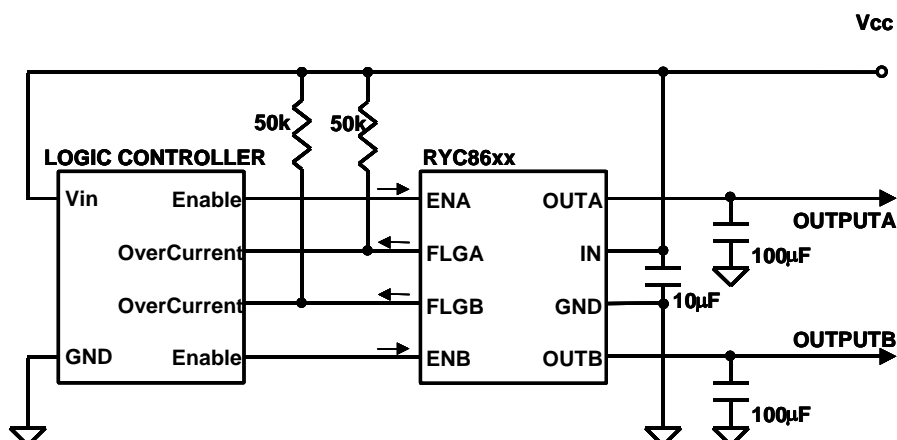 Vcc
50k 50k
LOGIC CONTROLLER RYC86xx
Vin Enable ENA OUTA
OUTPUTA
OverCurrent FLGA IN
100µF
10µF
OverCurrent FLGB GND
OUTPUTB
GND Enable ENB OUTB
100µF